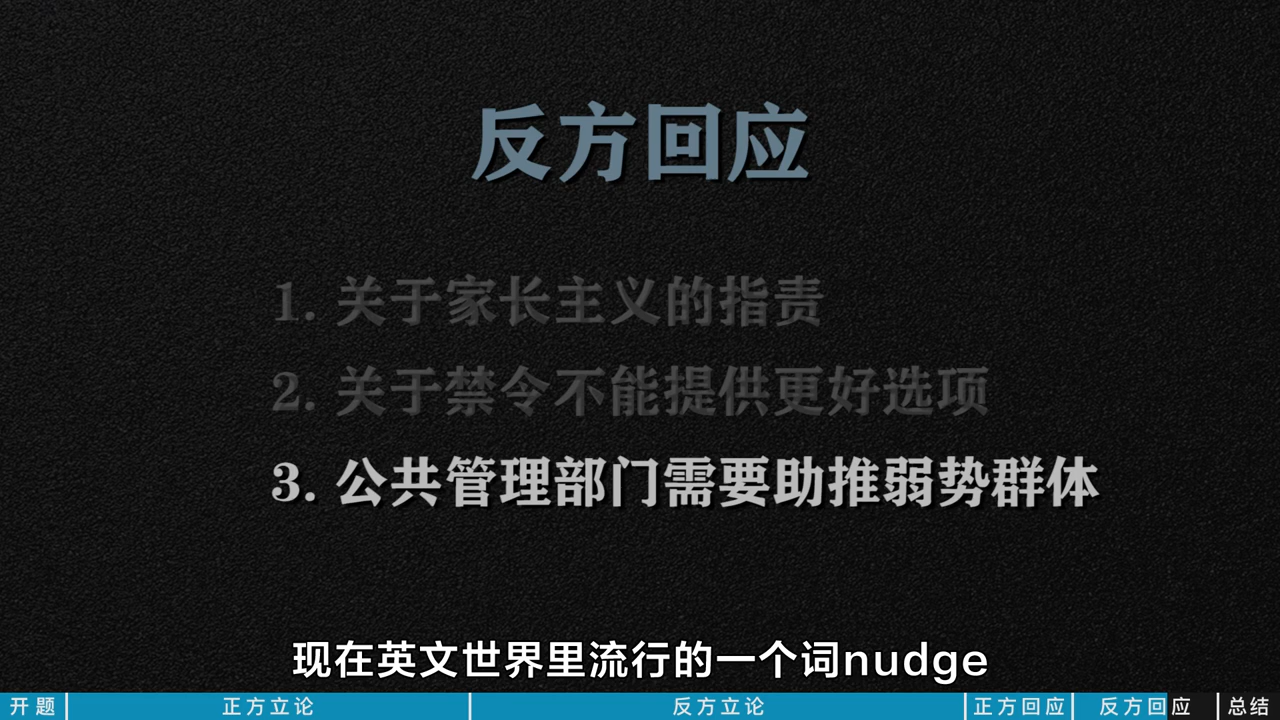 反方回应
1. 关于家长主义的指责
2. 关于禁令不能提供更好选项
3. 公共管理部门需要助推弱势群体
现在英文世界里流行的一个词nudge
开题 正方立论 反方立论 正方回应 反方回应 总结